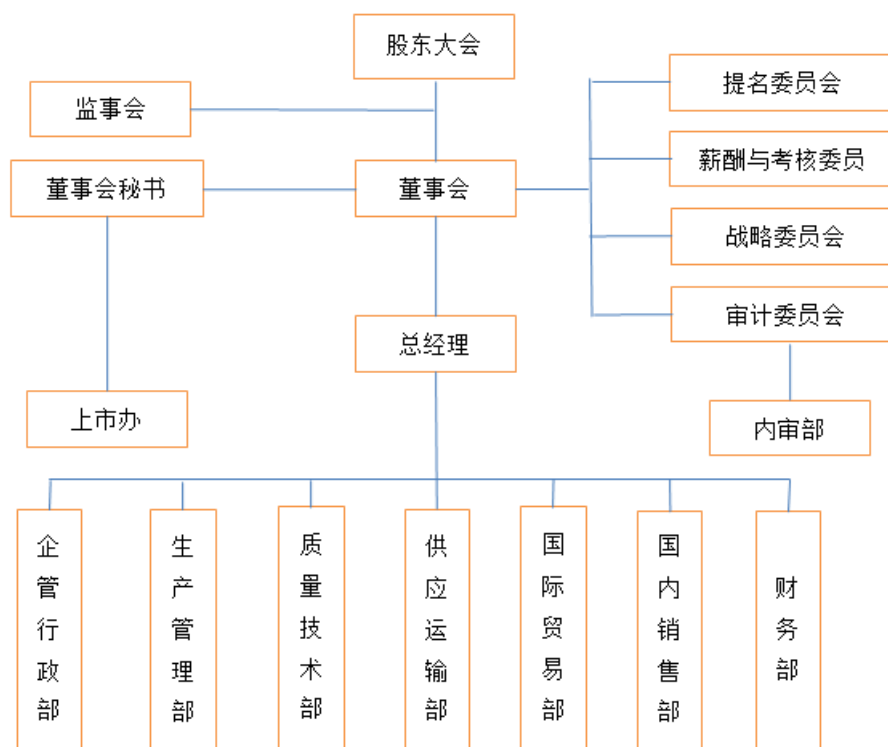 股东大会
提名委员会
监事会
薪酬与考核委员
董事会秘书
董事会
战略委员会
审计委员会
总经理
上市办
内审部
企管行政部
生产管理部
质量技术部
供应运输部
国际贸易部
国内销售部
财务部